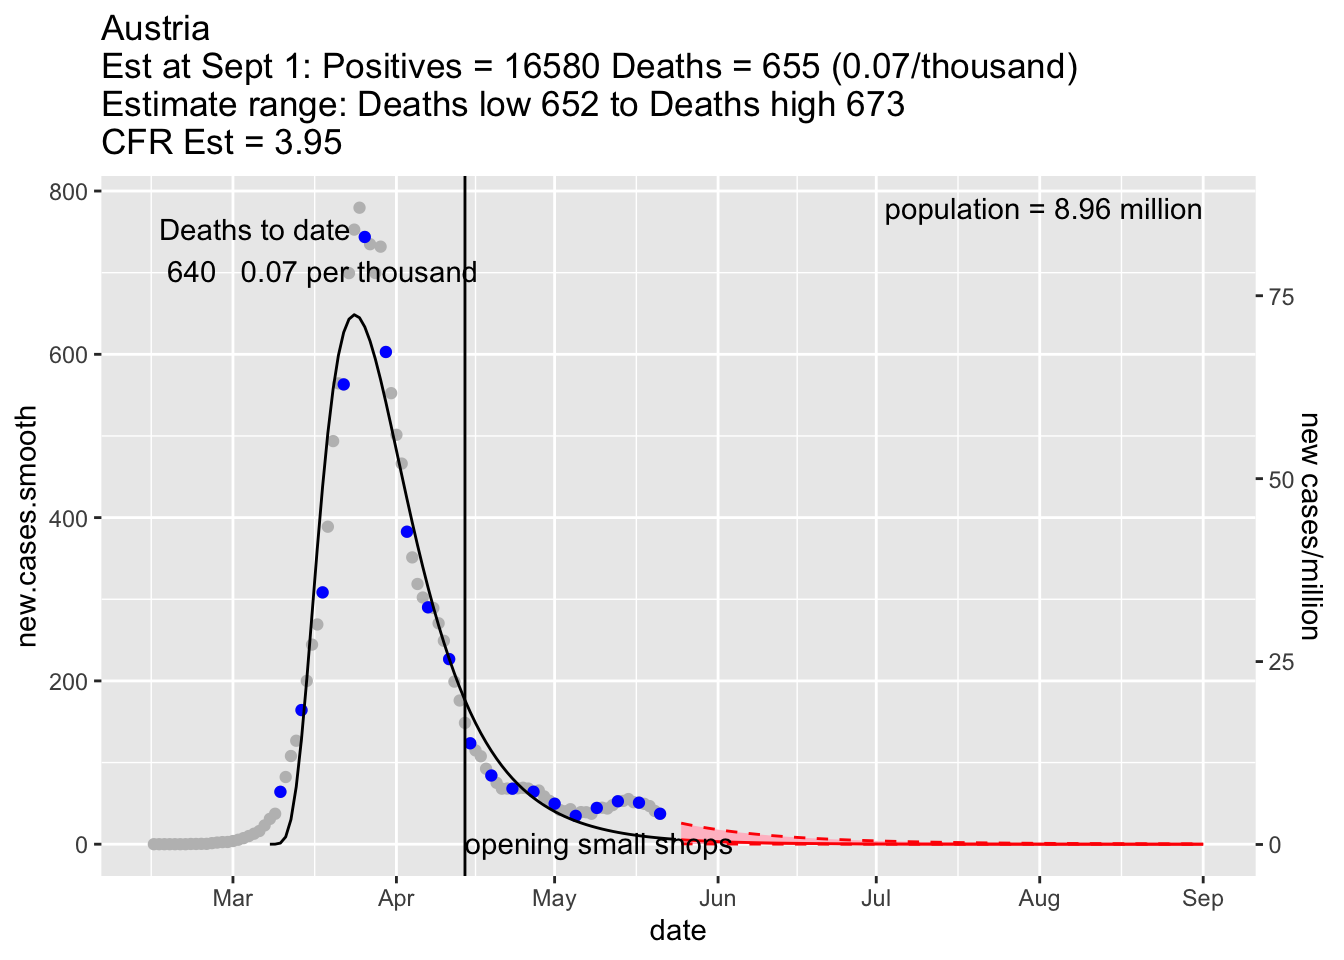 Austria
Est at Sept 1: Positives = 16580 Deaths = 655 (0.07/thousand)
Estimate range: Deaths low 652 to Deaths high 673
CFR Est = 3.95
800
600
400
200
0
new.cases.smooth
Deaths to date
640 0.07 per thousand
population = 8.96 million
opening small shops
75
50
25
0
new cases/million
Mar Apr May Jun Jul Aug Sep
date